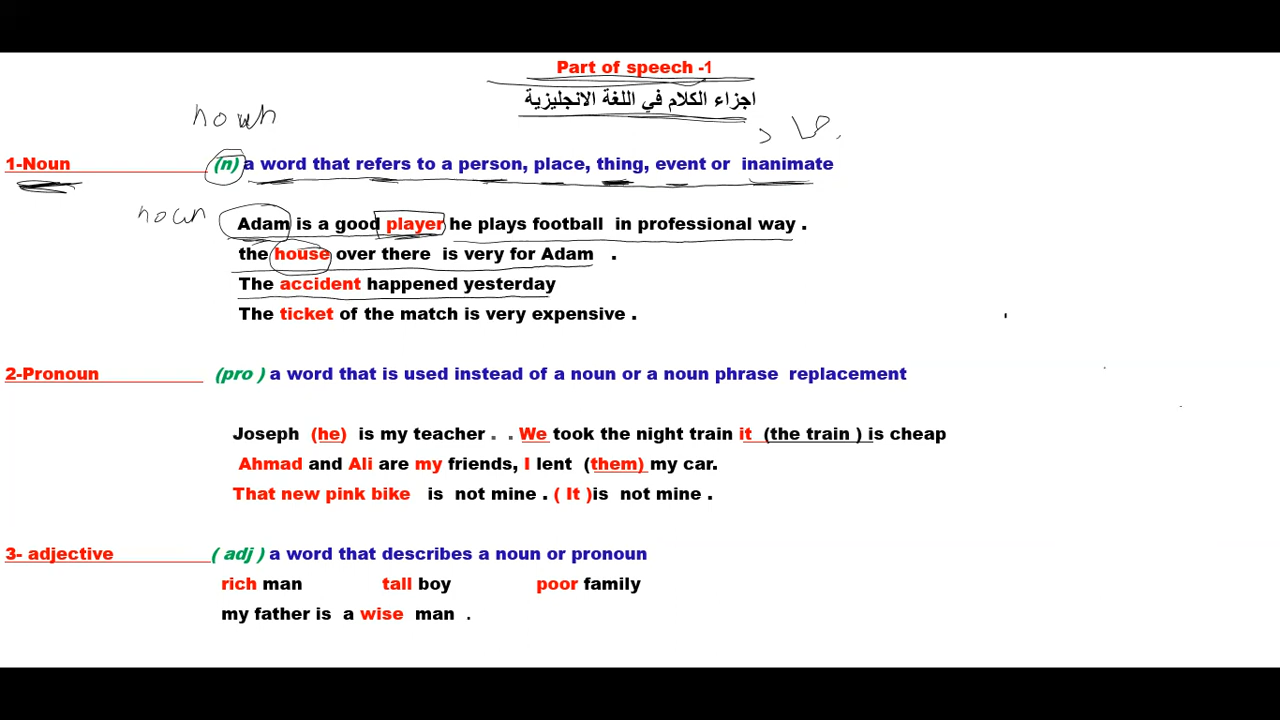 Part of speech -1
اجزاء الكلام في اللغة الانجليزية
noun
1-Noun (n) a word that refers to a person, place, thing, event or inanimate
noun
Adam is a good player he plays football in professional way .
the house over there is very for Adam .
The accident happened yesterday
The ticket of the match is very expensive .
2-Pronoun (pro ) a word that is used instead of a noun or a noun phrase replacement
Joseph (he) is my teacher . . We took the night train it (the train ) is cheap
Ahmad and Ali are my friends, I lent (them) my car.
That new pink bike is not mine . ( It )is not mine .
3- adjective ( adj ) a word that describes a noun or pronoun
rich man tall boy poor family
my father is a wise man .